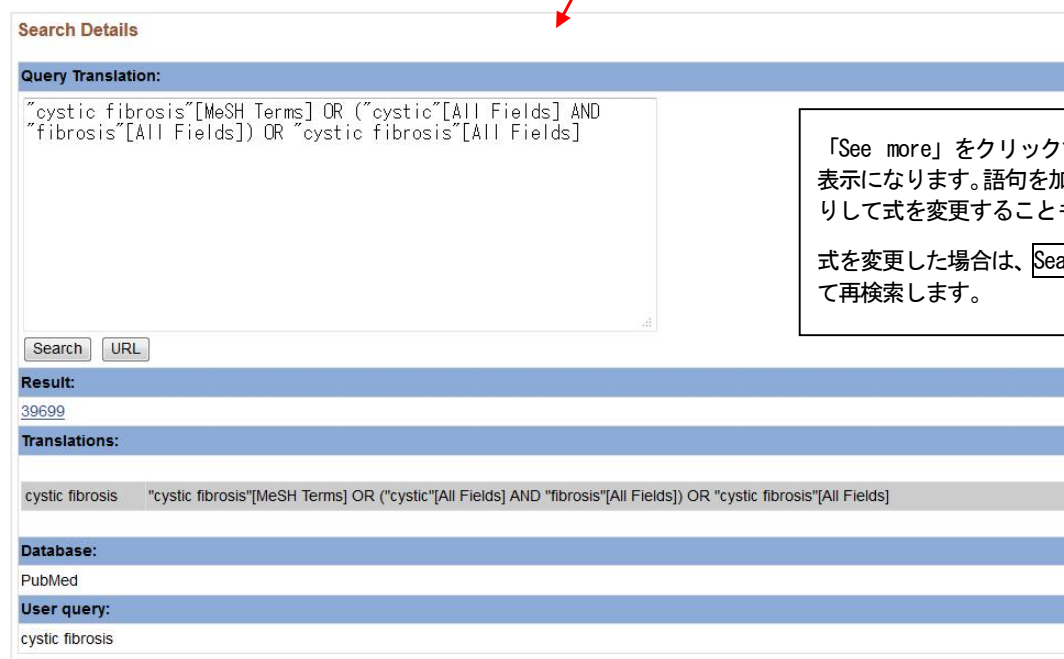 Search Details
Query Translation:
"cystic fibrosis"[MeSH Terms] OR ("cystic"[All Fields] AND
"fibrosis"[All Fields]) OR "cystic fibrosis"[All Fields]
「See more」をクリック
表示になります。語句を加
りして式を変更すること
式を変更した場合は、Sea
て再検索します。
Search URL
Result:
39699
Translations:
cystic fibrosis "cystic fibrosis"[MeSH Terms] OR ("cystic"[All Fields] AND "fibrosis"[All Fields]) OR "cystic fibrosis"[All Fields]
Database:
PubMed
User query:
cystic fibrosis